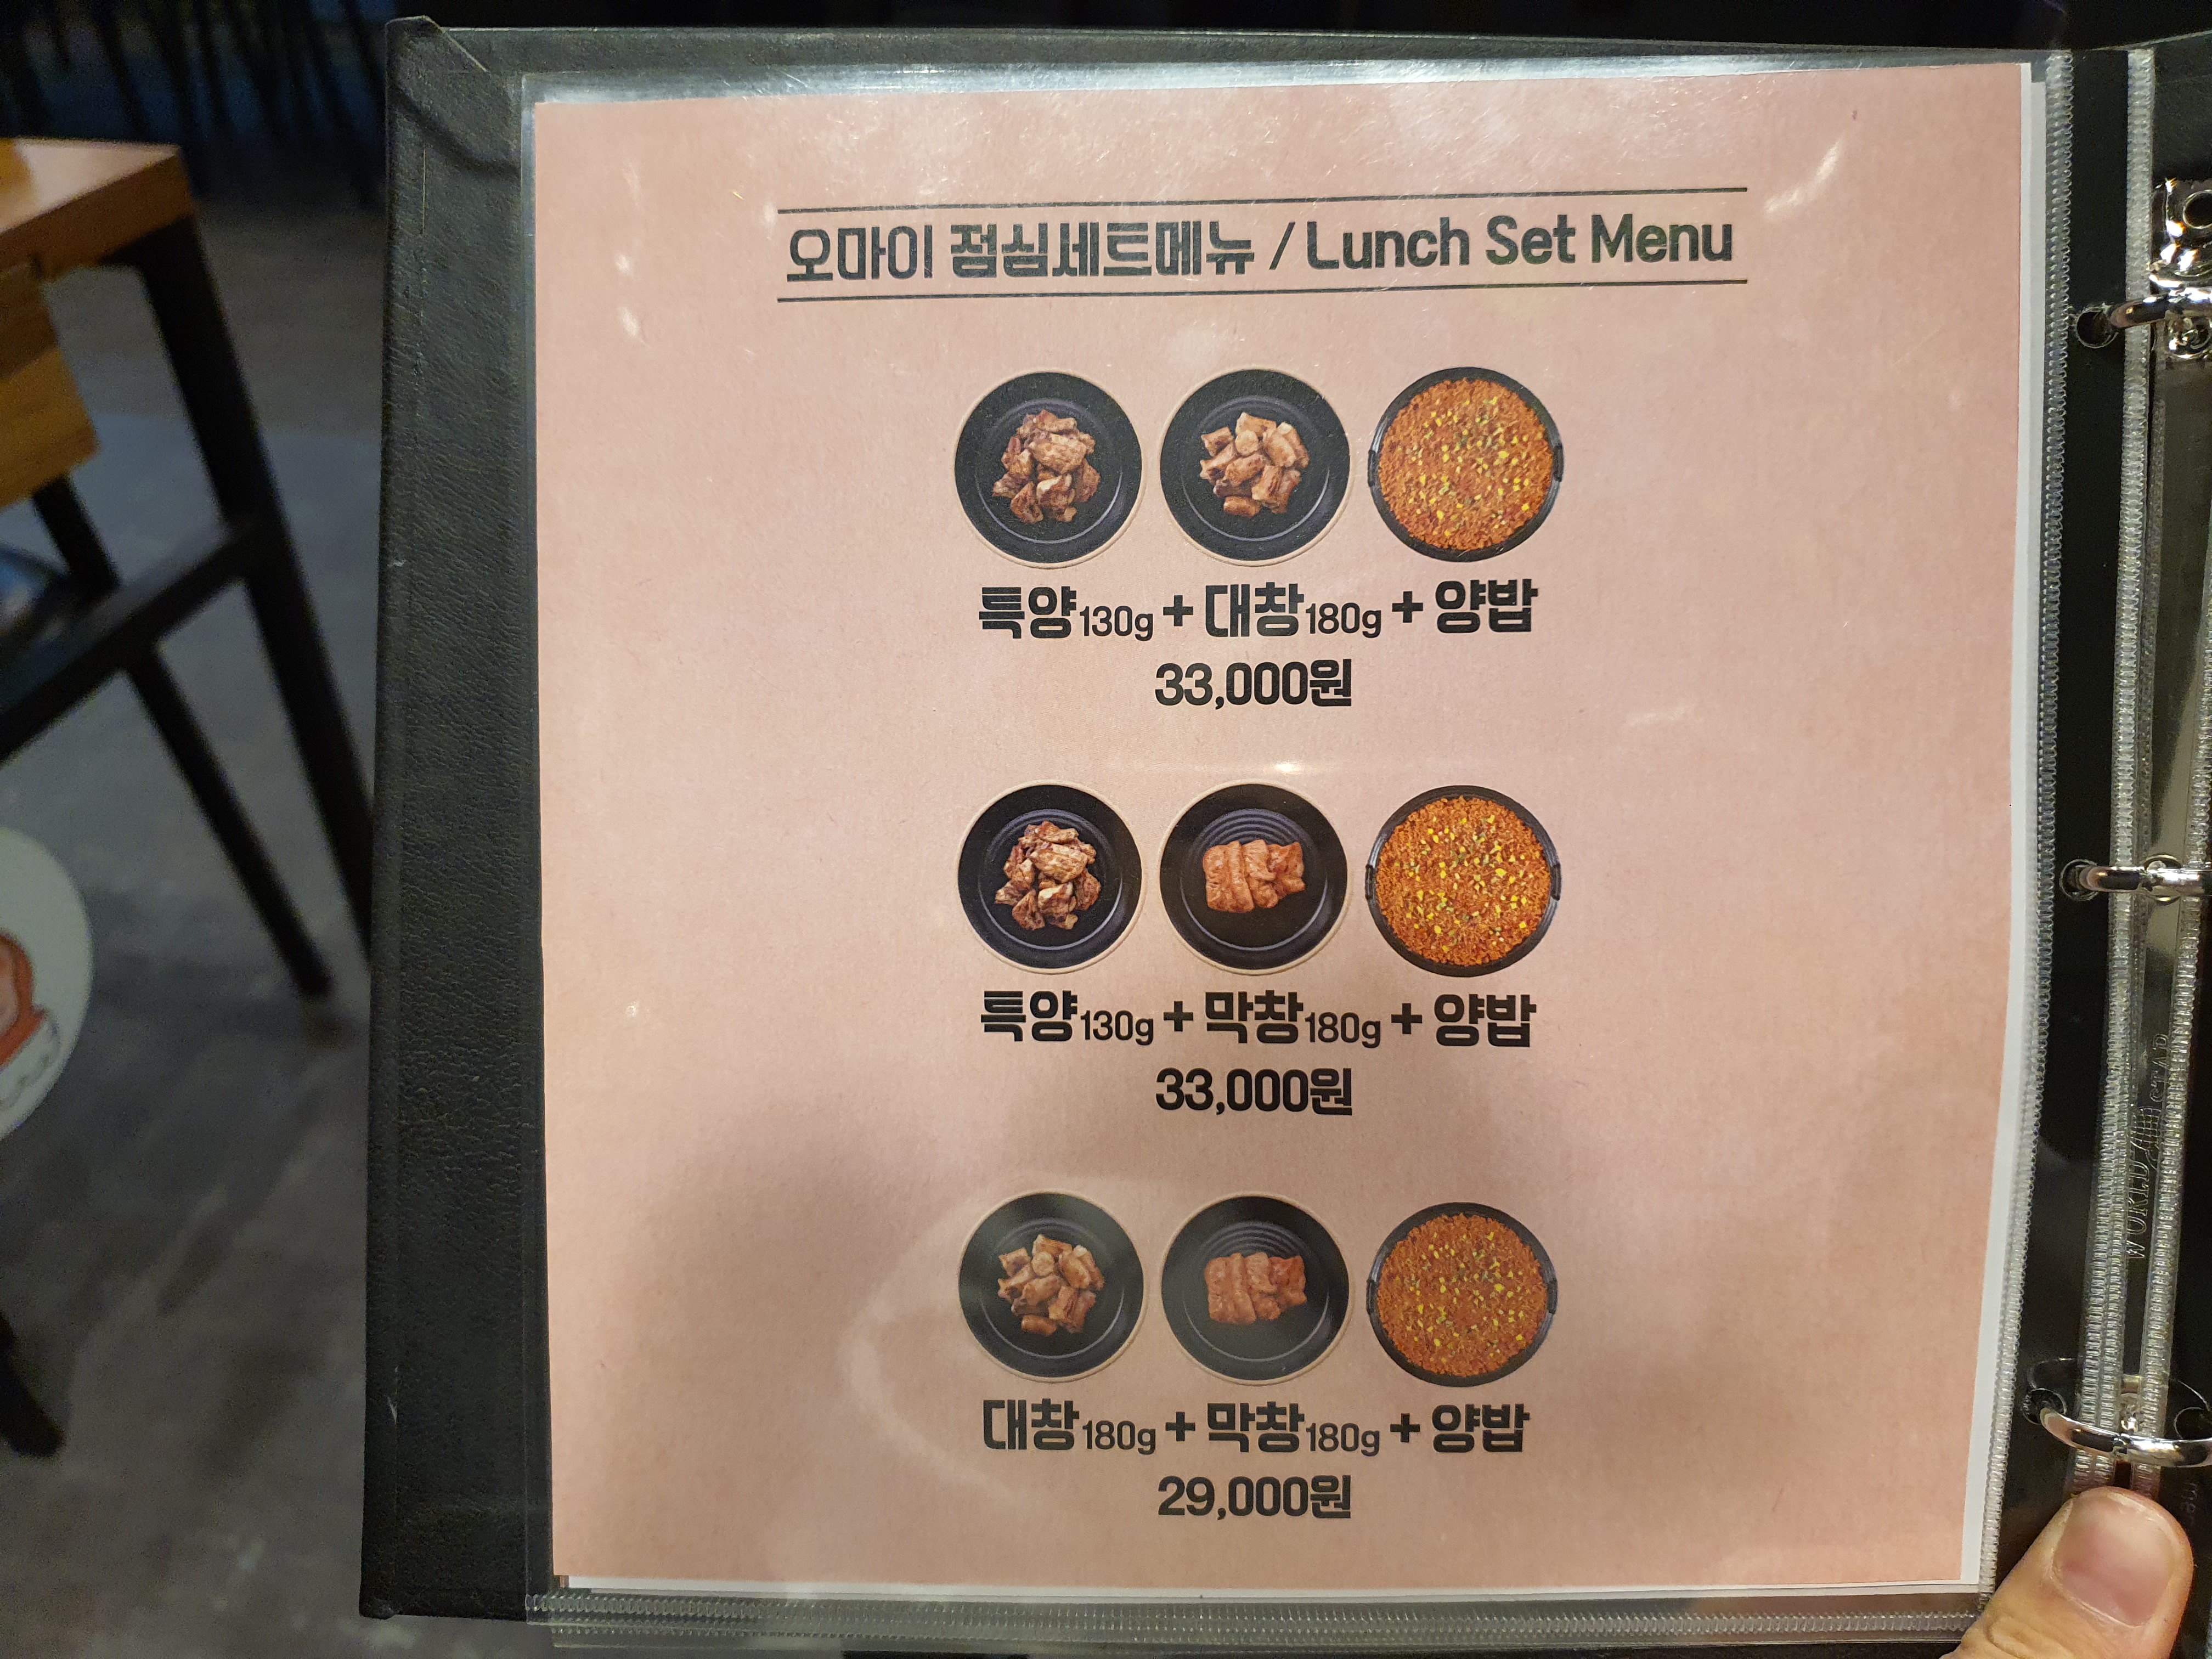 오마이 점심세트메뉴 / Lunch Set Menu
특양130g + 대창180g + 양밥
33,000원
특양130g + 막창180g + 양밥
33,000원
대창180g + 막창180g + 양밥
29,000원